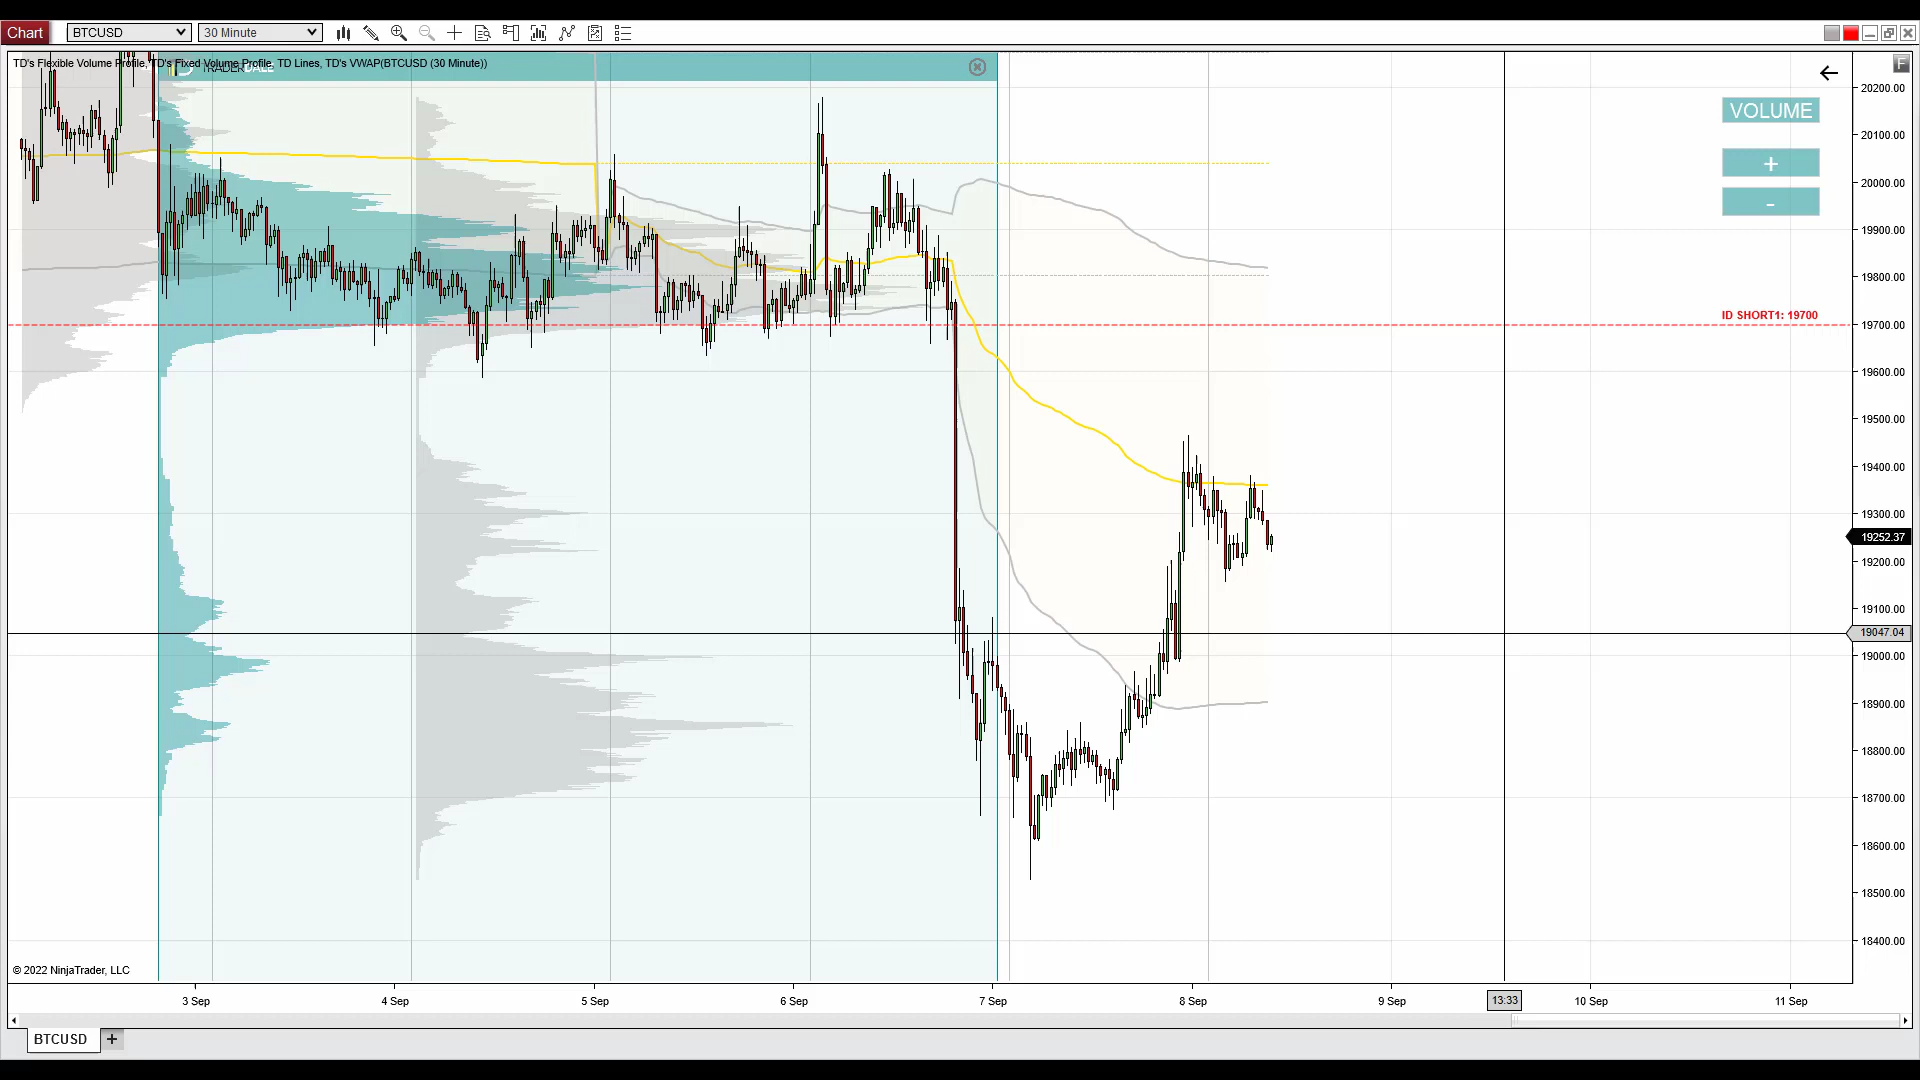 Chart
BTCUSD
30 Minute
TD's Flexible Volume Profile, TD's Fixed Volume Profile, TD Lines, TD's VWAP(BTCUSD (30 Minute))
TRADERDALE
F
VOLUME
+
-
ID SHORT1: 19700
20200.00
20100.00
20000.00
19900.00
19800.00
19700.00
19600.00
19500.00
19400.00
19300.00
19252.37
19200.00
19100.00
19047.04
19000.00
18900.00
18800.00
18700.00
18600.00
18500.00
18400.00
© 2022 NinjaTrader, LLC
3 Sep
4 Sep
5 Sep
6 Sep
7 Sep
8 Sep
9 Sep
13:33
10 Sep
11 Sep
BTCUSD
+